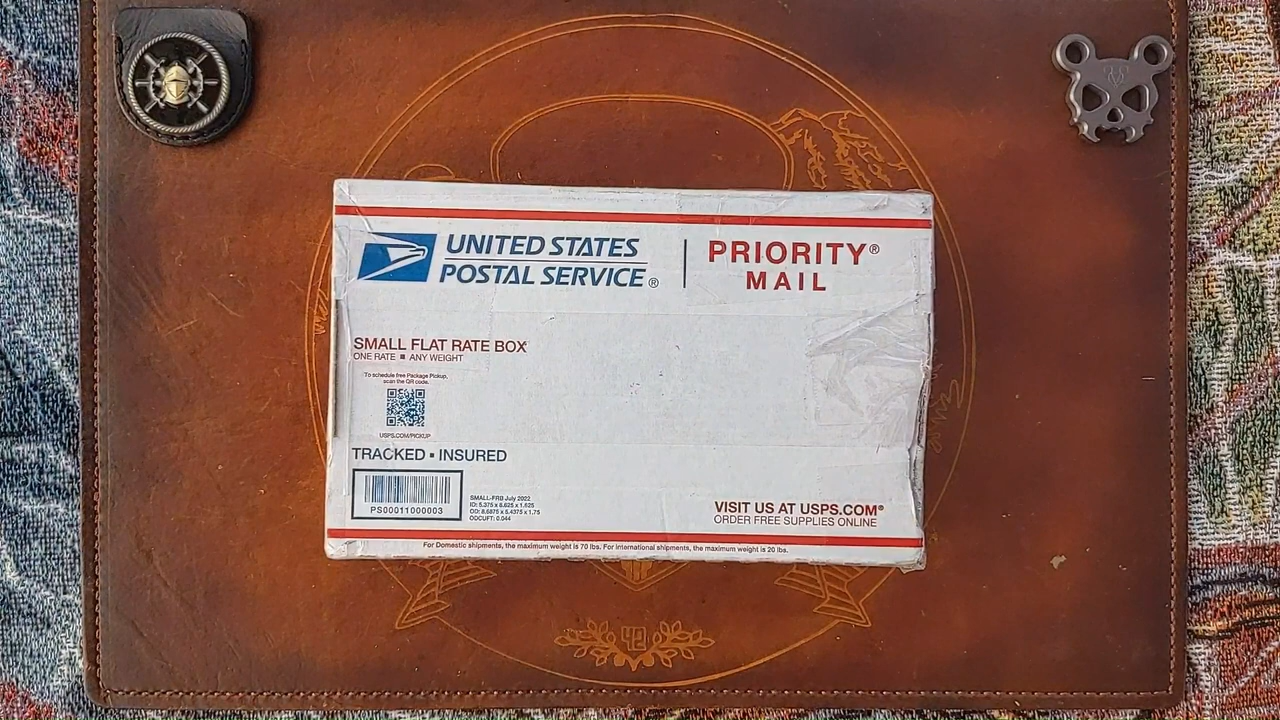 UNITED STATES
POSTAL SERVICE®
PRIORITY®
MAIL
SMALL FLAT RATE BOX
ONE RATE ■ ANY WEIGHT
To schedule free Package Pickup,
scan the QR code.
USPS.COM/PICKUP
TRACKED ■ INSURED
PS00011000003
SMALL-FRB July 2022
ID: 5.375 x 8.625 x 1.625
OD: 8.6875 x 5.4375 x 1.75
ODCUFT: 0.044
VISIT US AT USPS.COM®
ORDER FREE SUPPLIES ONLINE
For Domestic shipments, the maximum weight is 70 lbs. For international shipments, the maximum weight is 20 lbs.
42